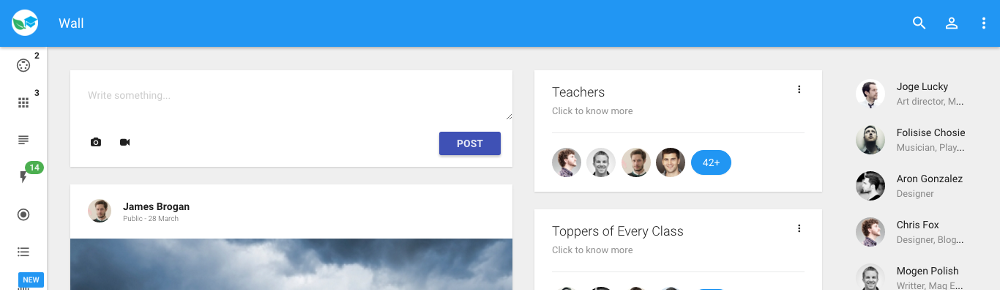 Wall
2
3
14
NEW
Write something...
POST
James Brogan
Public - 28 March
Teachers
Click to know more
42+
Toppers of Every Class
Click to know more
Joge Lucky
Art director, M...
Folisise Chosie
Musician, Play...
Aron Gonzalez
Designer
Chris Fox
Designer, Blog...
Mogen Polish
Writter, Mag E...